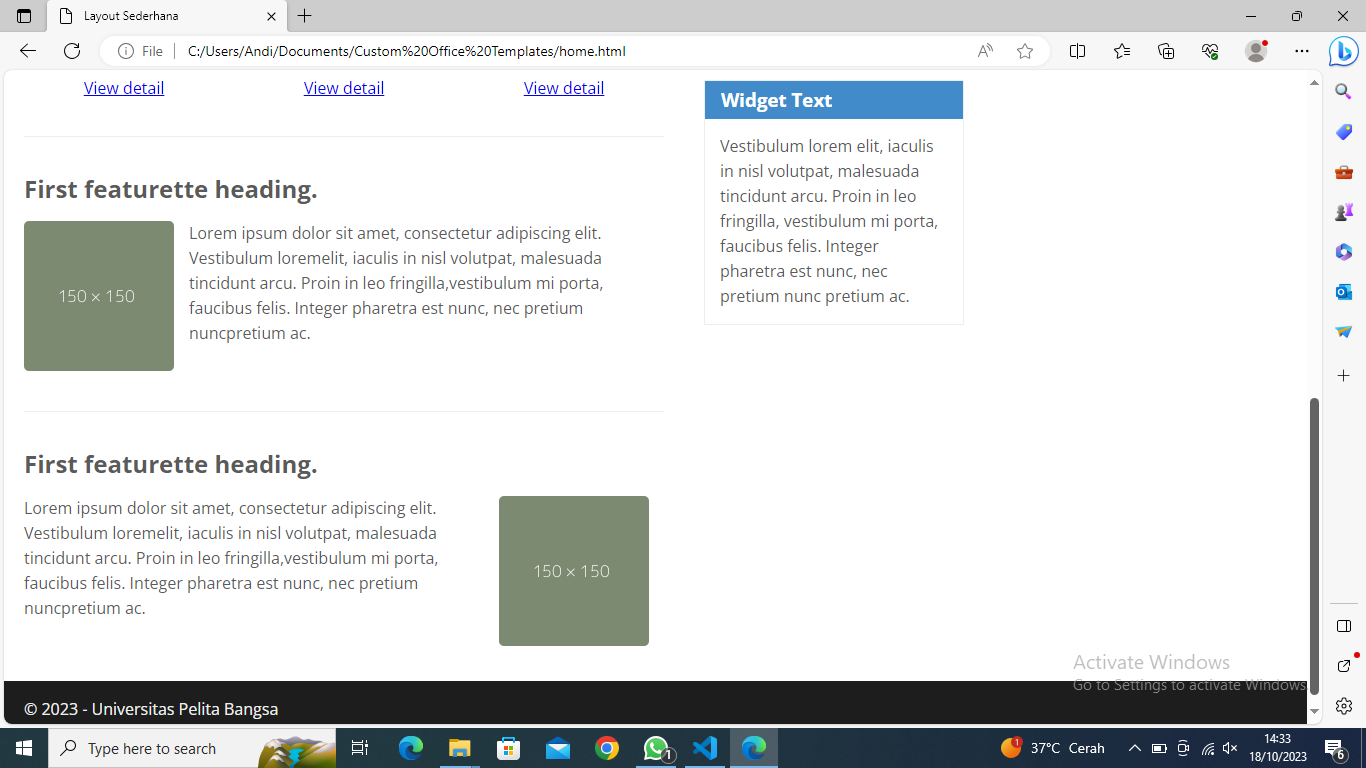 Layout Sederhana
File
C:/Users/Andi/Documents/Custom%20Office%20Templates/home.html
View detail
View detail
View detail
First featurette heading.
150 × 150
Lorem ipsum dolor sit amet, consectetur adipiscing elit.
Vestibulum loremelit, iaculis in nisl volutpat, malesuada
tincidunt arcu. Proin in leo fringilla,vestibulum mi porta,
faucibus felis. Integer pharetra est nunc, nec pretium
nuncpretium ac.
First featurette heading.
Lorem ipsum dolor sit amet, consectetur adipiscing elit.
Vestibulum loremelit, iaculis in nisl volutpat, malesuada
tincidunt arcu. Proin in leo fringilla,vestibulum mi porta,
faucibus felis. Integer pharetra est nunc, nec pretium
nuncpretium ac.
150 × 150
Widget Text
Vestibulum lorem elit, iaculis
in nisl volutpat, malesuada
tincidunt arcu. Proin in leo
fringilla, vestibulum mi porta,
faucibus felis. Integer
pharetra est nunc, nec
pretium nunc pretium ac.
Activate Windows
Go to Settings to activate Windows.
© 2023 - Universitas Pelita Bangsa
Type here to search
1
1
37°C Cerah
14:33
18/10/2023
6